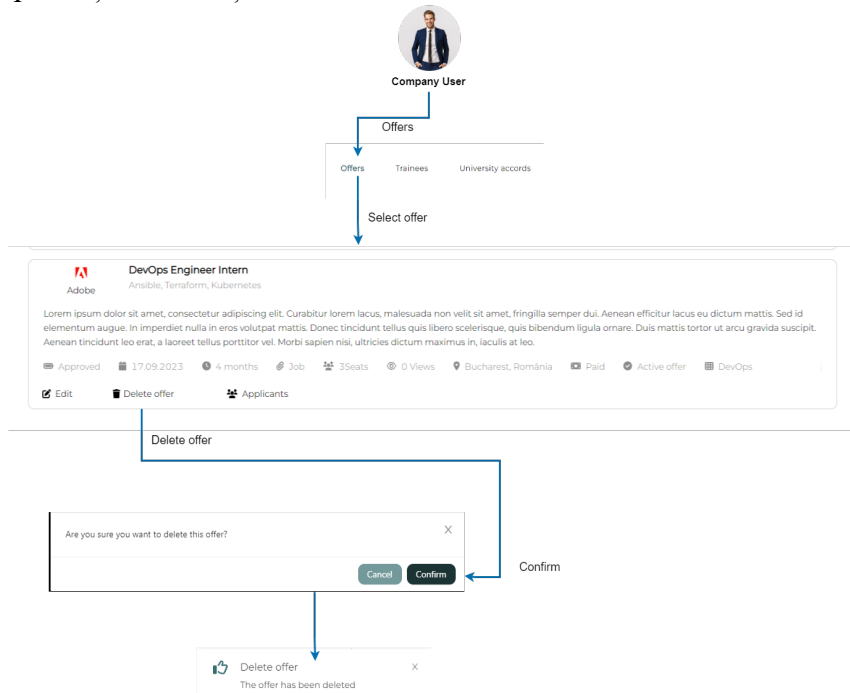 Company User
Offers
Offers Trainees University accords
Select offer
DevOps Engineer Intern
Ansible, Terraform, Kubernetes
Adobe
Lorem ipsum dolor sit amet, consectetur adipiscing elit. Curabitur lorem lacus, malesuada non velit sit amet, fringilla semper dui. Aenean efficitur lacus eu dictum mattis. Sed id
elementum augue. In imperdiet nulla in eros volutpat mattis. Donec tincidunt tellus quis libero scelerisque, quis bibendum ligula ornare. Duis mattis tortor ut arcu gravida suscipit.
Aenean tincidunt leo erat, a laoreet tellus porttitor vel. Morbi sapien nisi, ultricies dictum maximus in, iaculis at leo.
Approved 17.09.2023 4 months Job 3Seats 0 Views Bucharest, România Paid Active offer DevOps
Edit Delete offer Applicants
Delete offer
Are you sure you want to delete this offer? X
Cancel Confirm
Confirm
Delete offer X
The offer has been deleted